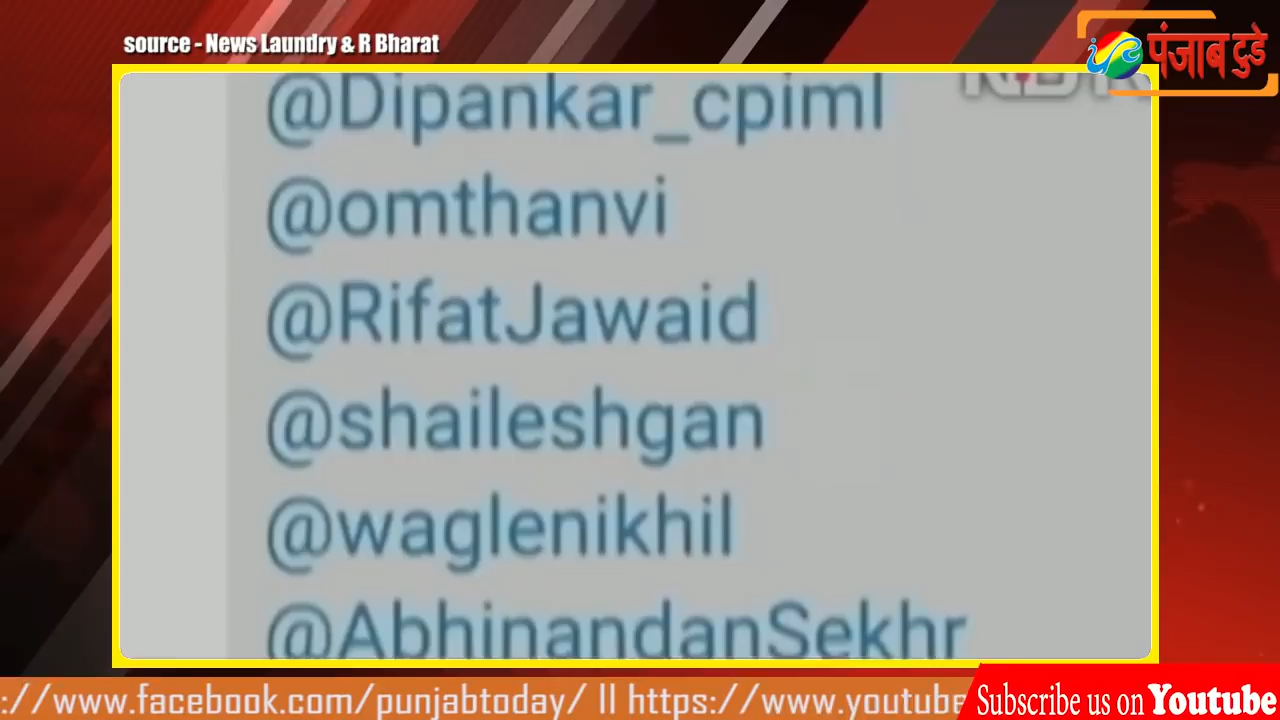 source - News Laundry & R Bharat
पंजाब टुडे
@Dipankar_cpiml
@omthanvi
@RifatJawaid
@shaileshgan
@waglenikhil
@AbhinandanSekhr
://www.facebook.com/punjabtoday/ ll https://www.youtube
Subscribe us on Youtube